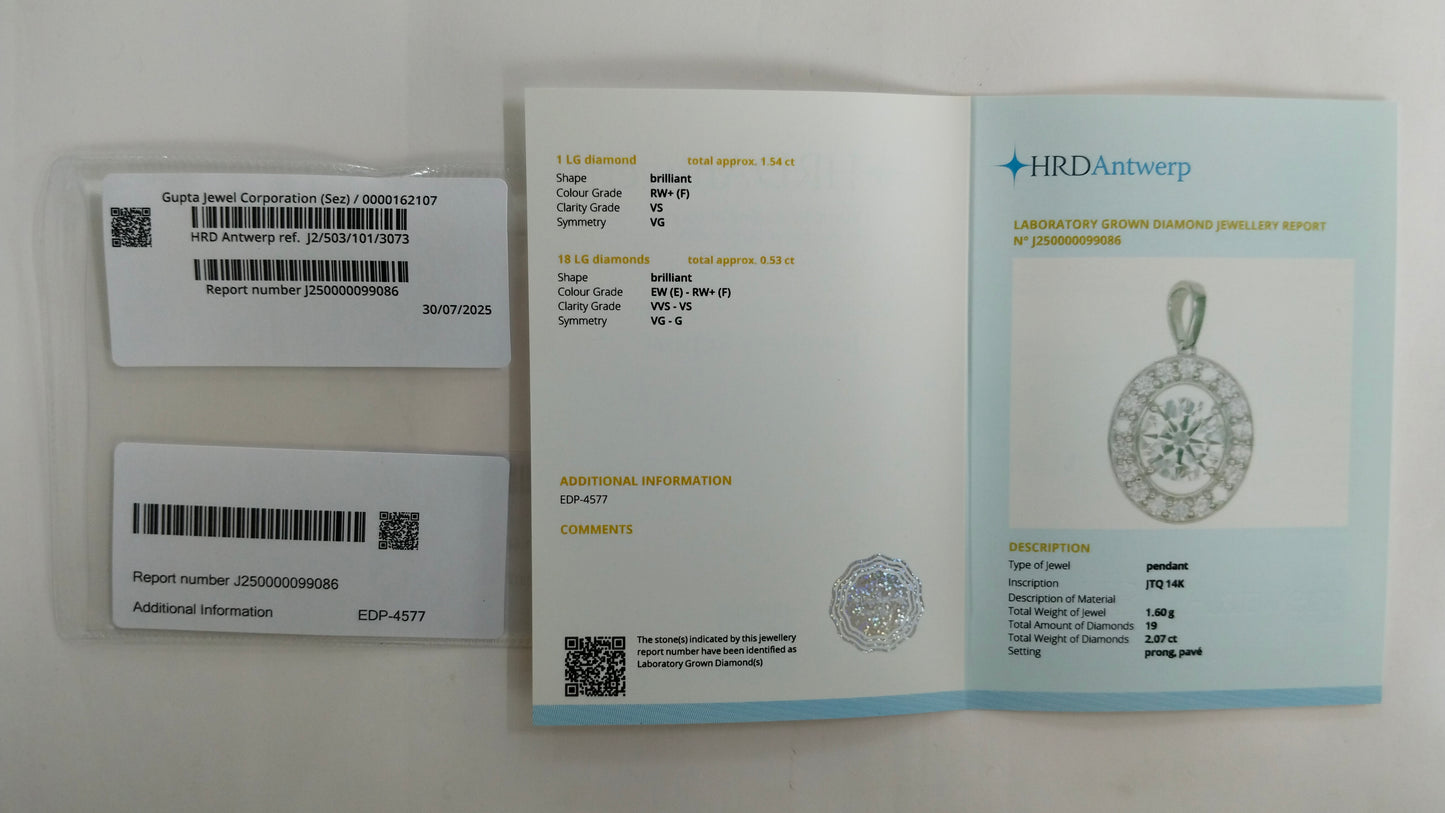 Gupta Jewel Corporation (Sez) / 0000162107
HRD Antwerp ref. J2/503/101/3073
Report number J250000099086
30/07/2025
Report number J250000099086
Additional Information EDP-4577
1 LG diamond total approx. 1.54 ct
Shape brilliant
Colour Grade RW+ (F)
Clarity Grade VS
Symmetry VG
18 LG diamonds total approx. 0.53 ct
Shape brilliant
Colour Grade EW (E) - RW+ (F)
Clarity Grade VVS - VS
Symmetry VG - G
ADDITIONAL INFORMATION
EDP-4577
COMMENTS
The stone(s) indicated by this jewellery
report number have been identified as
Laboratory Grown Diamond(s)
HRDAntwerp
LABORATORY GROWN DIAMOND JEWELLERY REPORT
N° J250000099086
DESCRIPTION
Type of Jewel pendant
Inscription JTQ 14K
Description of Material
Total Weight of Jewel 1.60 g
Total Amount of Diamonds 19
Total Weight of Diamonds 2.07 ct
Setting prong, pavé